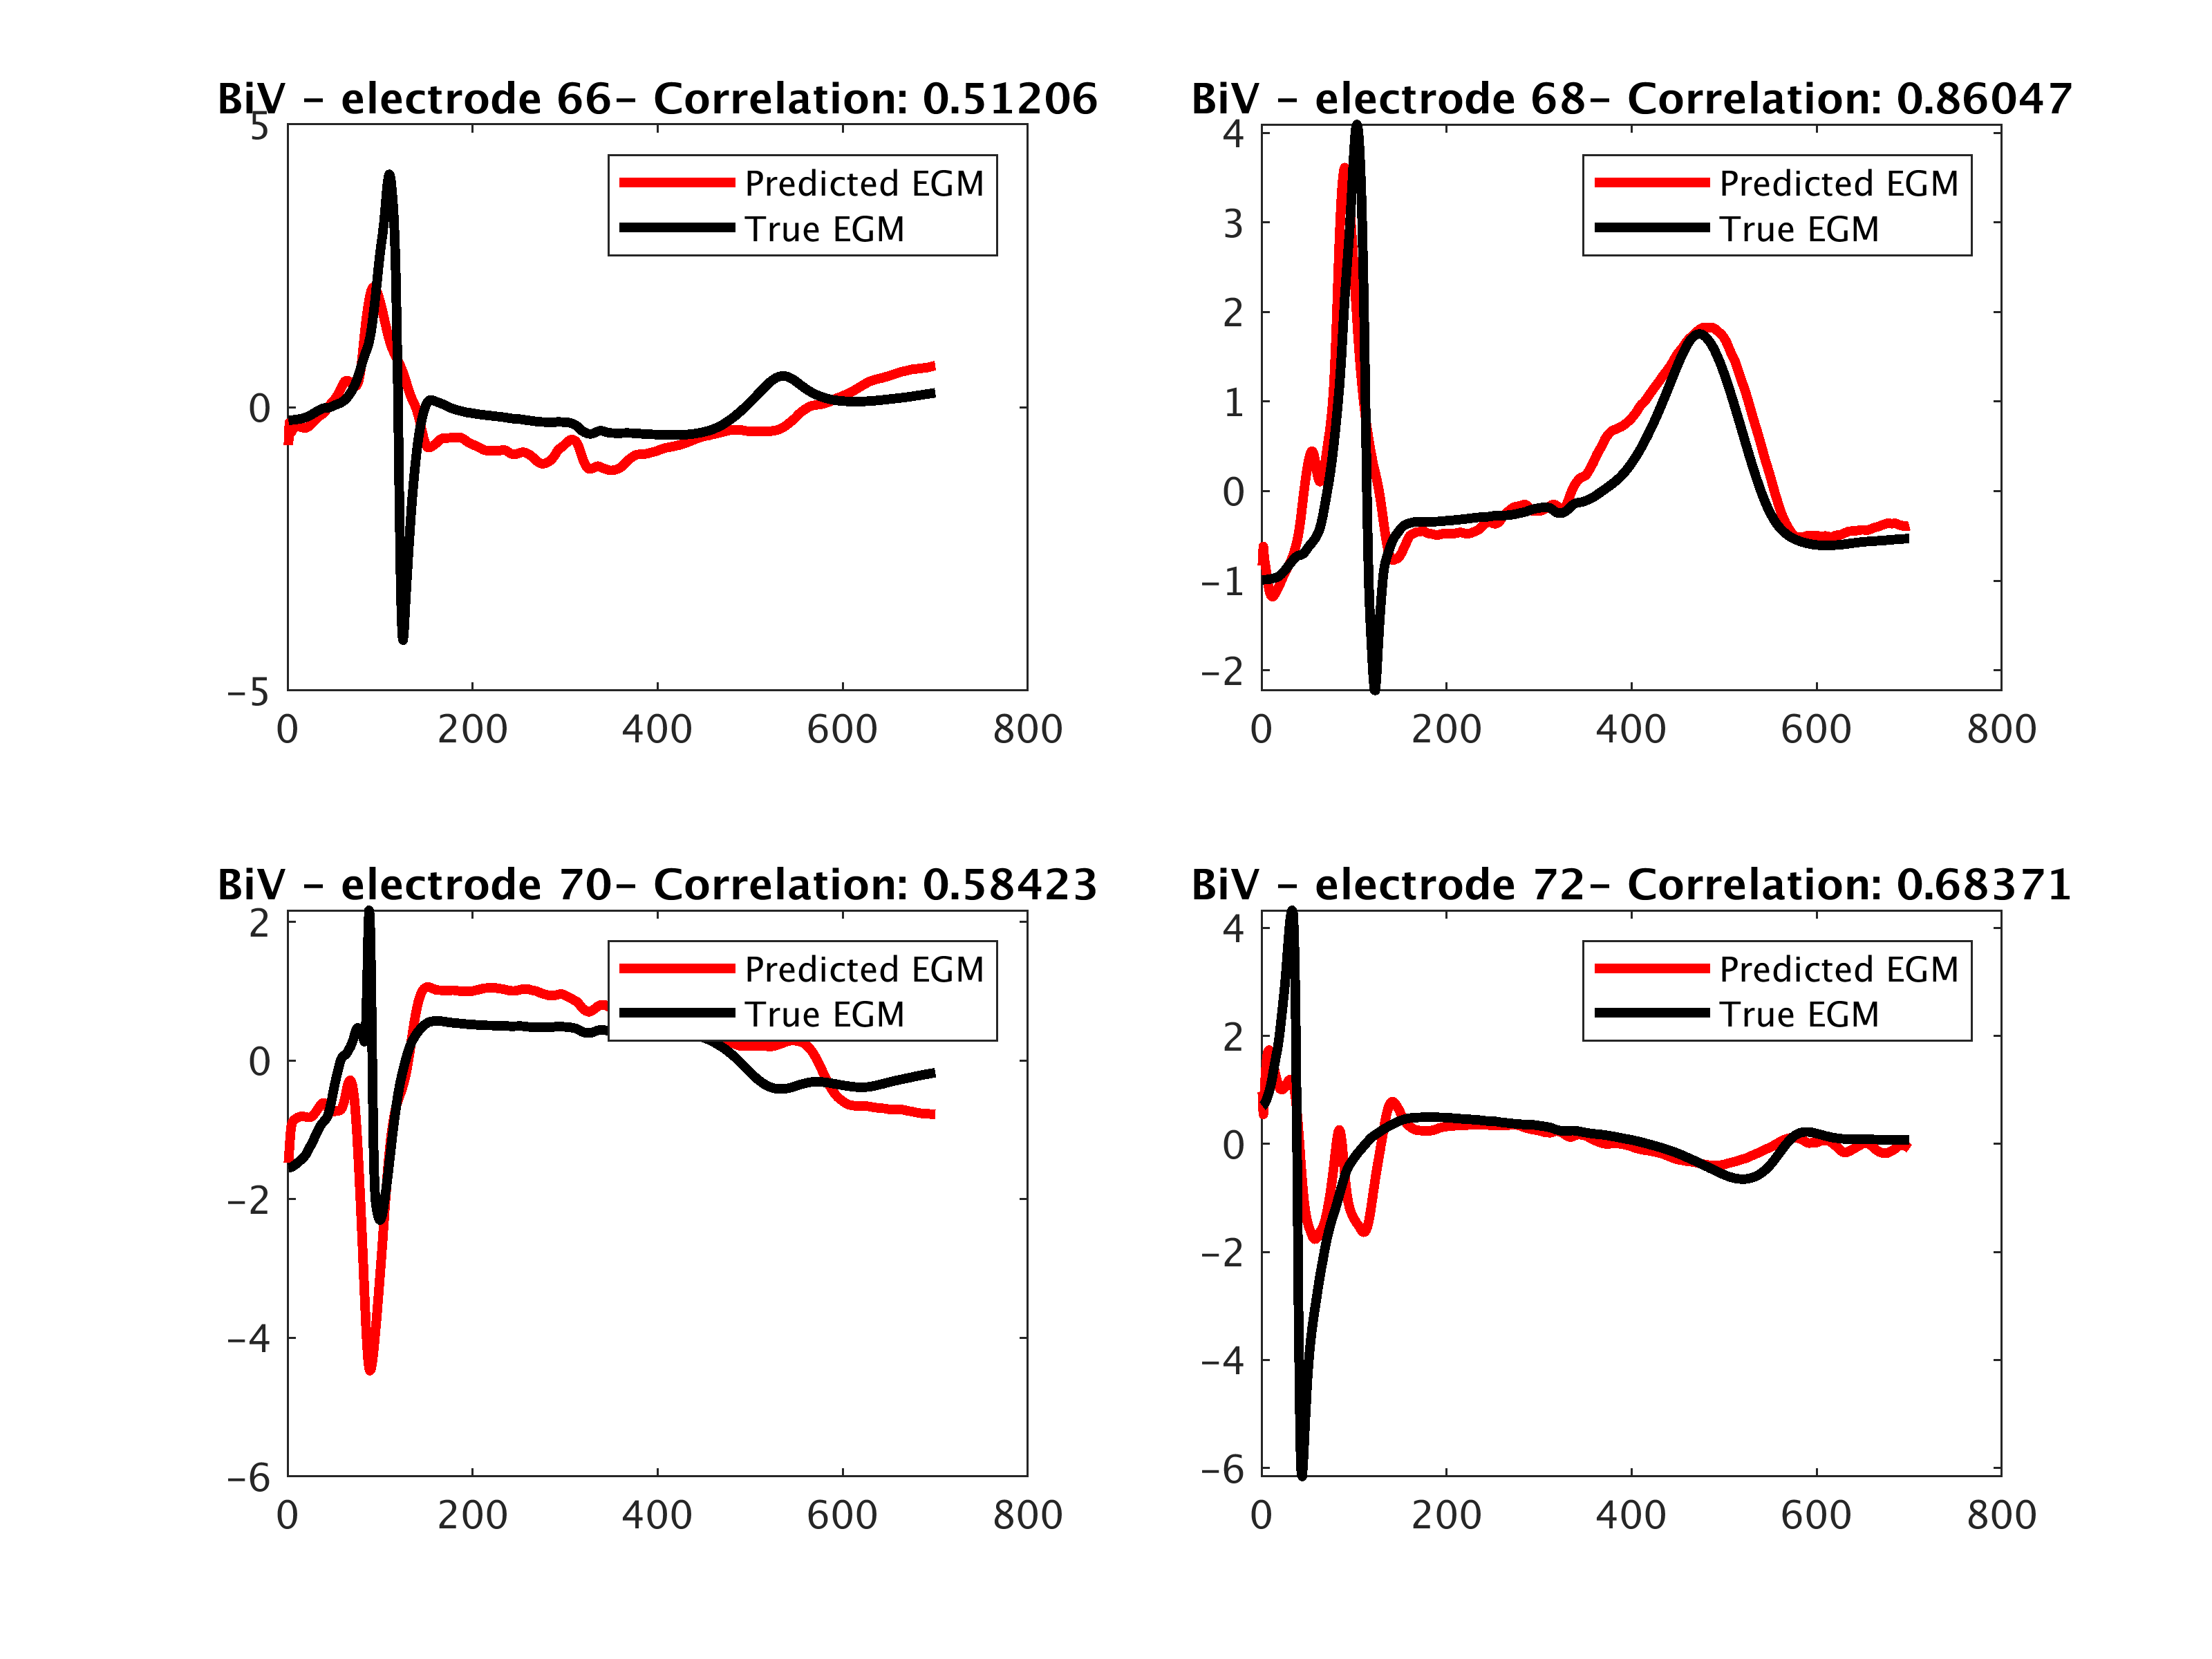 BiV - electrode 66- Correlation: 0.51206
5
0
-5
0 200 400 600 800
Predicted EGM
True EGM
BiV - electrode 68- Correlation: 0.86047
4
3
2
1
0
-1
-2
0 200 400 600 800
Predicted EGM
True EGM
BiV - electrode 70- Correlation: 0.58423
2
0
-2
-4
-6
0 200 400 600 800
Predicted EGM
True EGM
BiV - electrode 72- Correlation: 0.68371
4
2
0
-2
-4
-6
0 200 400 600 800
Predicted EGM
True EGM